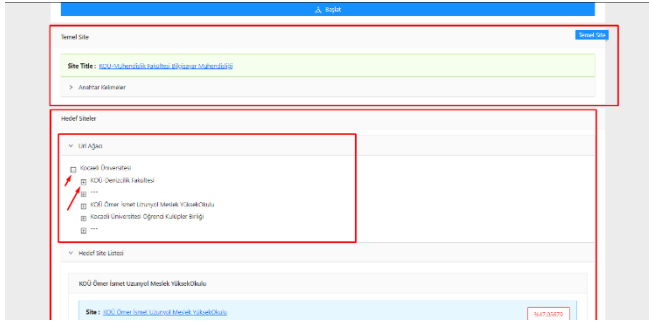 Başlat
Temel Site
Temel Site
Site Title : KOÜ-Mühendislik Fakültesi Bilgisayar Mühendisliği
Anahtar Kelimeler
Hedef Siteler
Url Ağacı
Kocaeli Üniversitesi
KOÜ-Denizcilik Fakültesi
---
KOÜ Ömer İsmet Uzunyol Meslek YüksekOkulu
Kocaeli Üniversitesi Öğrenci Kulüpler Birliği
---
Hedef Site Listesi
KOÜ Ömer İsmet Uzunyol Meslek YüksekOkulu
Site : KOÜ Ömer İsmet Uzunyol Meslek YüksekOkulu
%47,05875